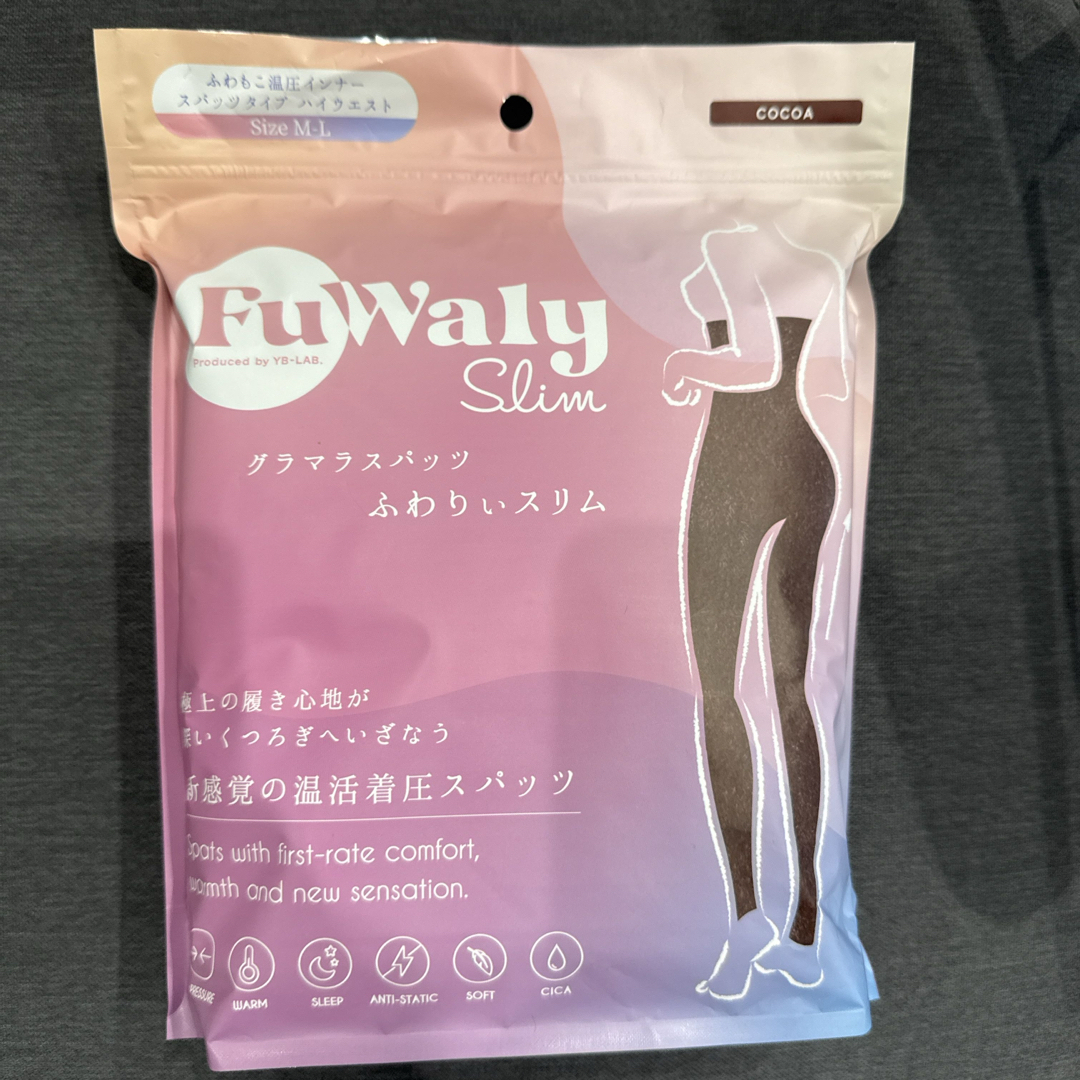 ふわもこ温圧インナー
スパッツタイプ ハイウエスト
Size M-L
COCOA
FuWaly
Produced by YB-LAB.
Slim
グラマラスパッツ
ふわりぃスリム
極上の履き心地が
深いくつろぎへいざなう
新感覚の温活着圧スパッツ
Spats with first-rate comfort,
warmth and new sensation.
PRESSURE WARM SLEEP ANTI-STATIC SOFT CICA